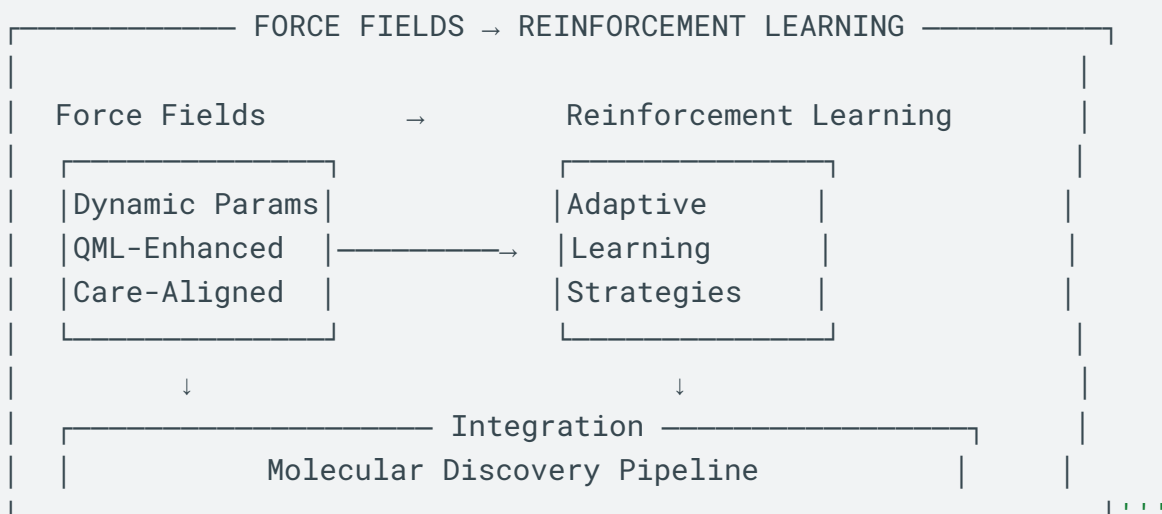 FORCE FIELDS → REINFORCEMENT LEARNING
Force Fields → Reinforcement Learning
Dynamic Params Adaptive
QML-Enhanced → Learning
Care-Aligned Strategies
↓ ↓
Integration
Molecular Discovery Pipeline
'''